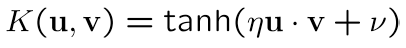 K(u, v) = tanh(ηu · v + ν)